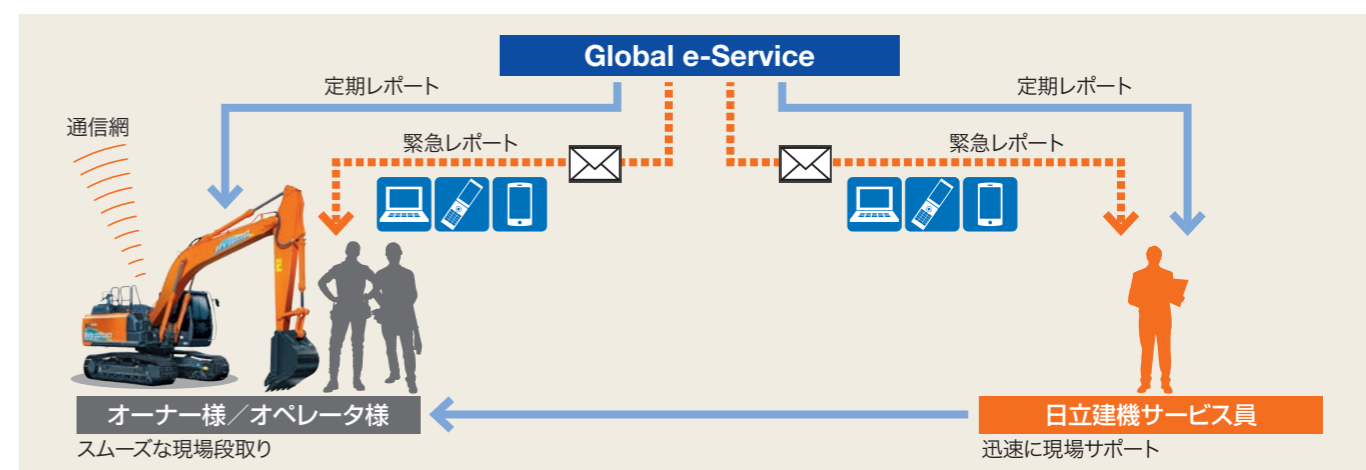 Global e-Service
定期レポート
定期レポート
通信網
緊急レポート
緊急レポート
オーナー様／オペレータ様
日立建機サービス員
スムーズな現場段取り
迅速に現場サポート